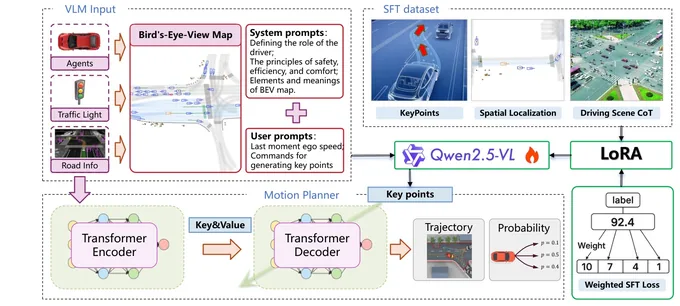 VLM Input
Agents
Traffic Light
Road Info
Bird's-Eye-View Map
System prompts:
Defining the role of the
driver;
The principles of safety,
efficiency, and comfort;
Elements and meanings
of BEV map.
User prompts:
Last moment ego speed;
Commands for
generating key points
SFT dataset
KeyPoints
Spatial Localization
Driving Scene CoT
Qwen2.5-VL
LoRA
label
92.4
Weight
10 7 4 1
Weighted SFT Loss
Key points
Motion Planner
Transformer
Encoder
Key&Value
Transformer
Decoder
Trajectory
Probability
p = 0.1
p = 0.5
p = 0.4